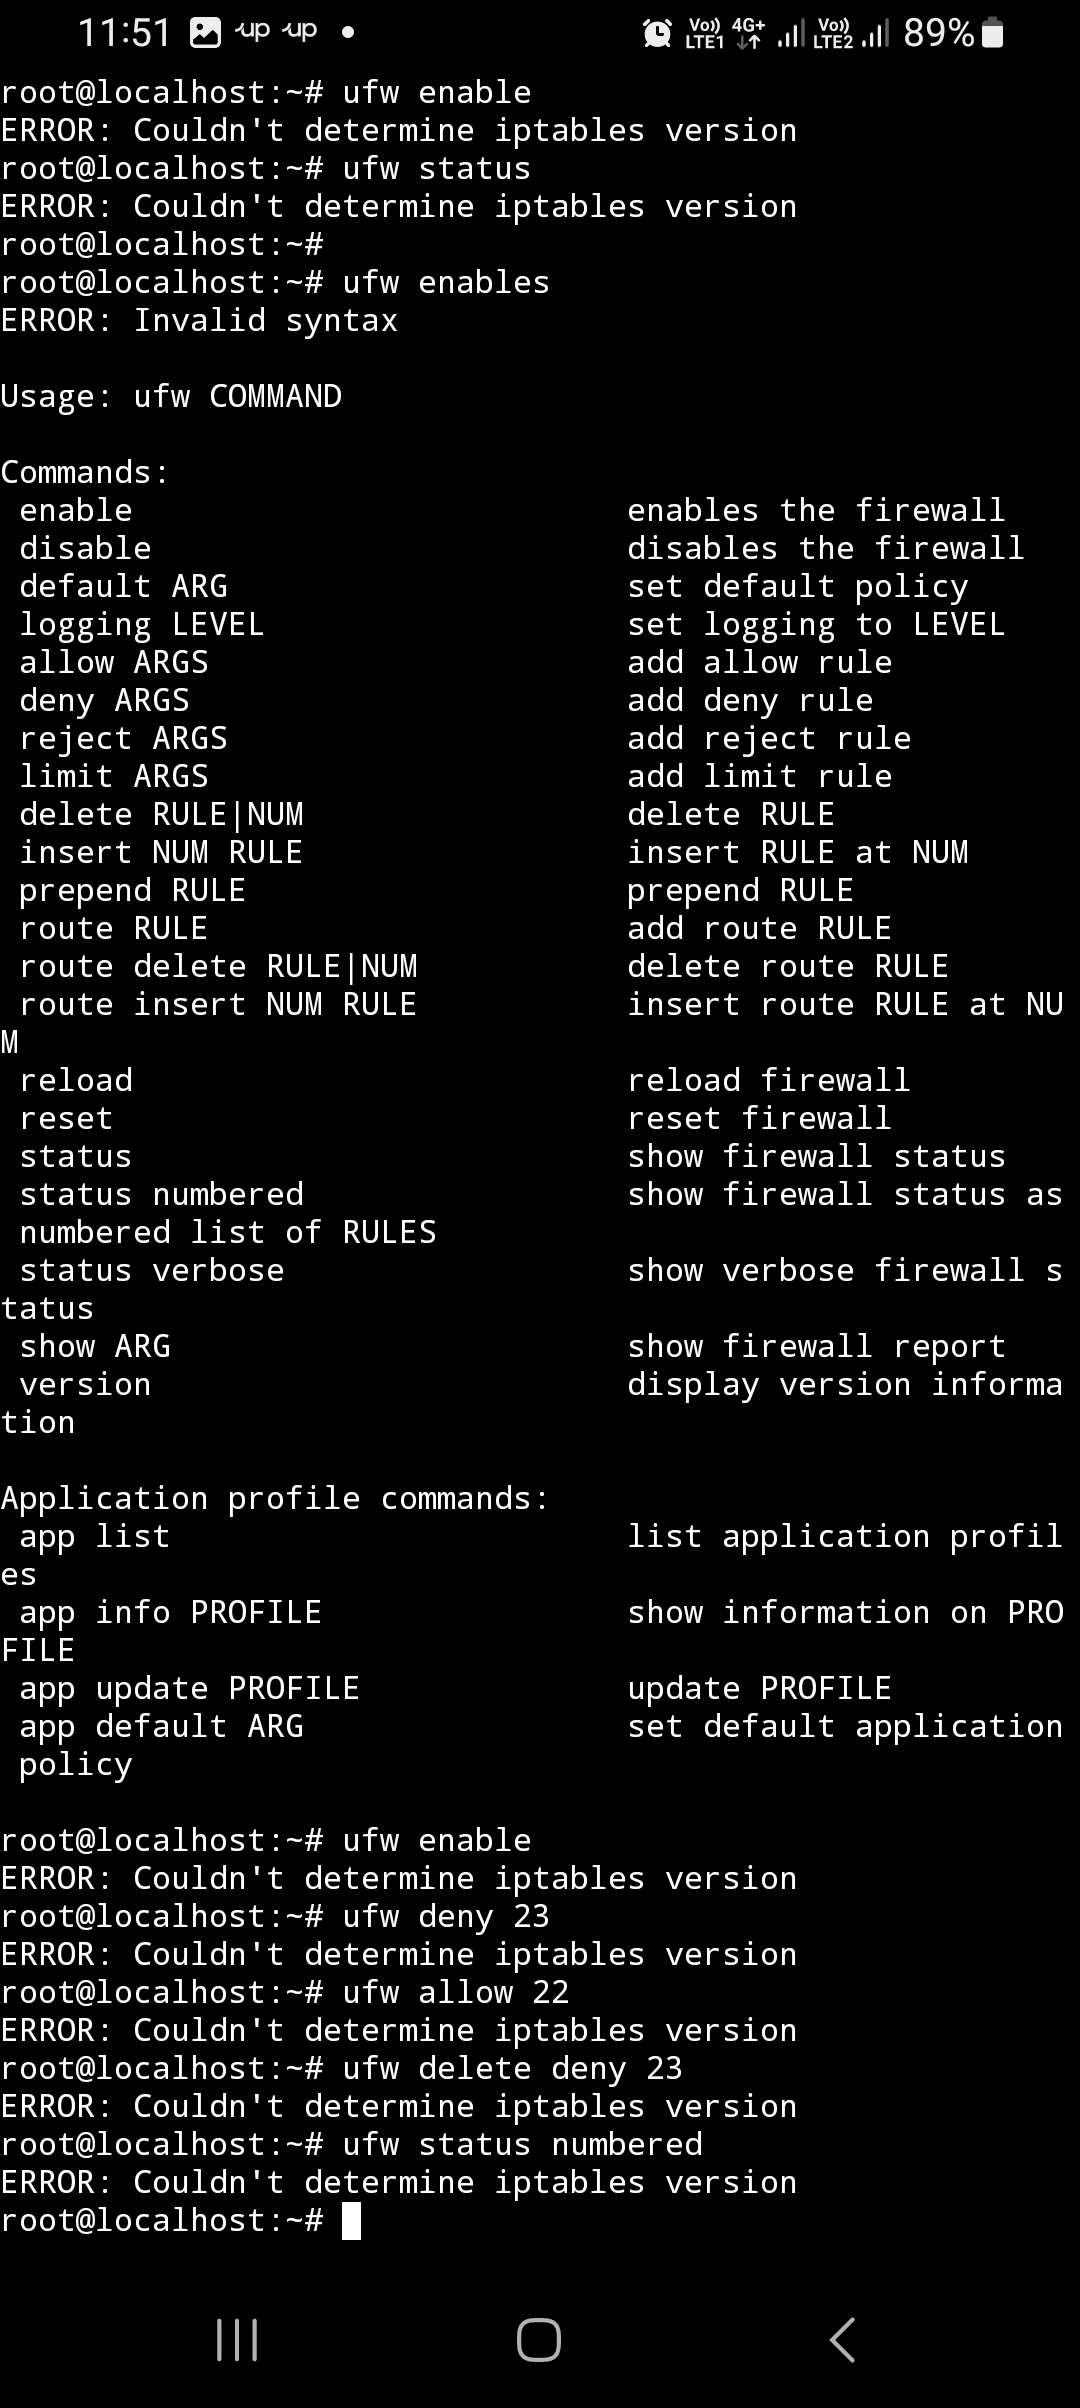 11:51 up up Vo)) LTE1 4G+ Vo)) LTE2 89%
root@localhost:~# ufw enable
ERROR: Couldn't determine iptables version
root@localhost:~# ufw status
ERROR: Couldn't determine iptables version
root@localhost:~#
root@localhost:~# ufw enables
ERROR: Invalid syntax

Usage: ufw COMMAND

Commands:
 enable                          enables the firewall
 disable                         disables the firewall
 default ARG                     set default policy
 logging LEVEL                   set logging to LEVEL
 allow ARGS                      add allow rule
 deny ARGS                       add deny rule
 reject ARGS                     add reject rule
 limit ARGS                      add limit rule
 delete RULE|NUM                 delete RULE
 insert NUM RULE                 insert RULE at NUM
 prepend RULE                    prepend RULE
 route RULE                      add route RULE
 route delete RULE|NUM           delete route RULE
 route insert NUM RULE           insert route RULE at NU
M
 reload                          reload firewall
 reset                           reset firewall
 status                          show firewall status
 status numbered                 show firewall status as
 numbered list of RULES
 status verbose                  show verbose firewall s
tatus
 show ARG                        show firewall report
 version                         display version informa
tion

Application profile commands:
 app list                        list application profil
es
 app info PROFILE                show information on PRO
FILE
 app update PROFILE              update PROFILE
 app default ARG                 set default application
 policy

root@localhost:~# ufw enable
ERROR: Couldn't determine iptables version
root@localhost:~# ufw deny 23
ERROR: Couldn't determine iptables version
root@localhost:~# ufw allow 22
ERROR: Couldn't determine iptables version
root@localhost:~# ufw delete deny 23
ERROR: Couldn't determine iptables version
root@localhost:~# ufw status numbered
ERROR: Couldn't determine iptables version
root@localhost:~#